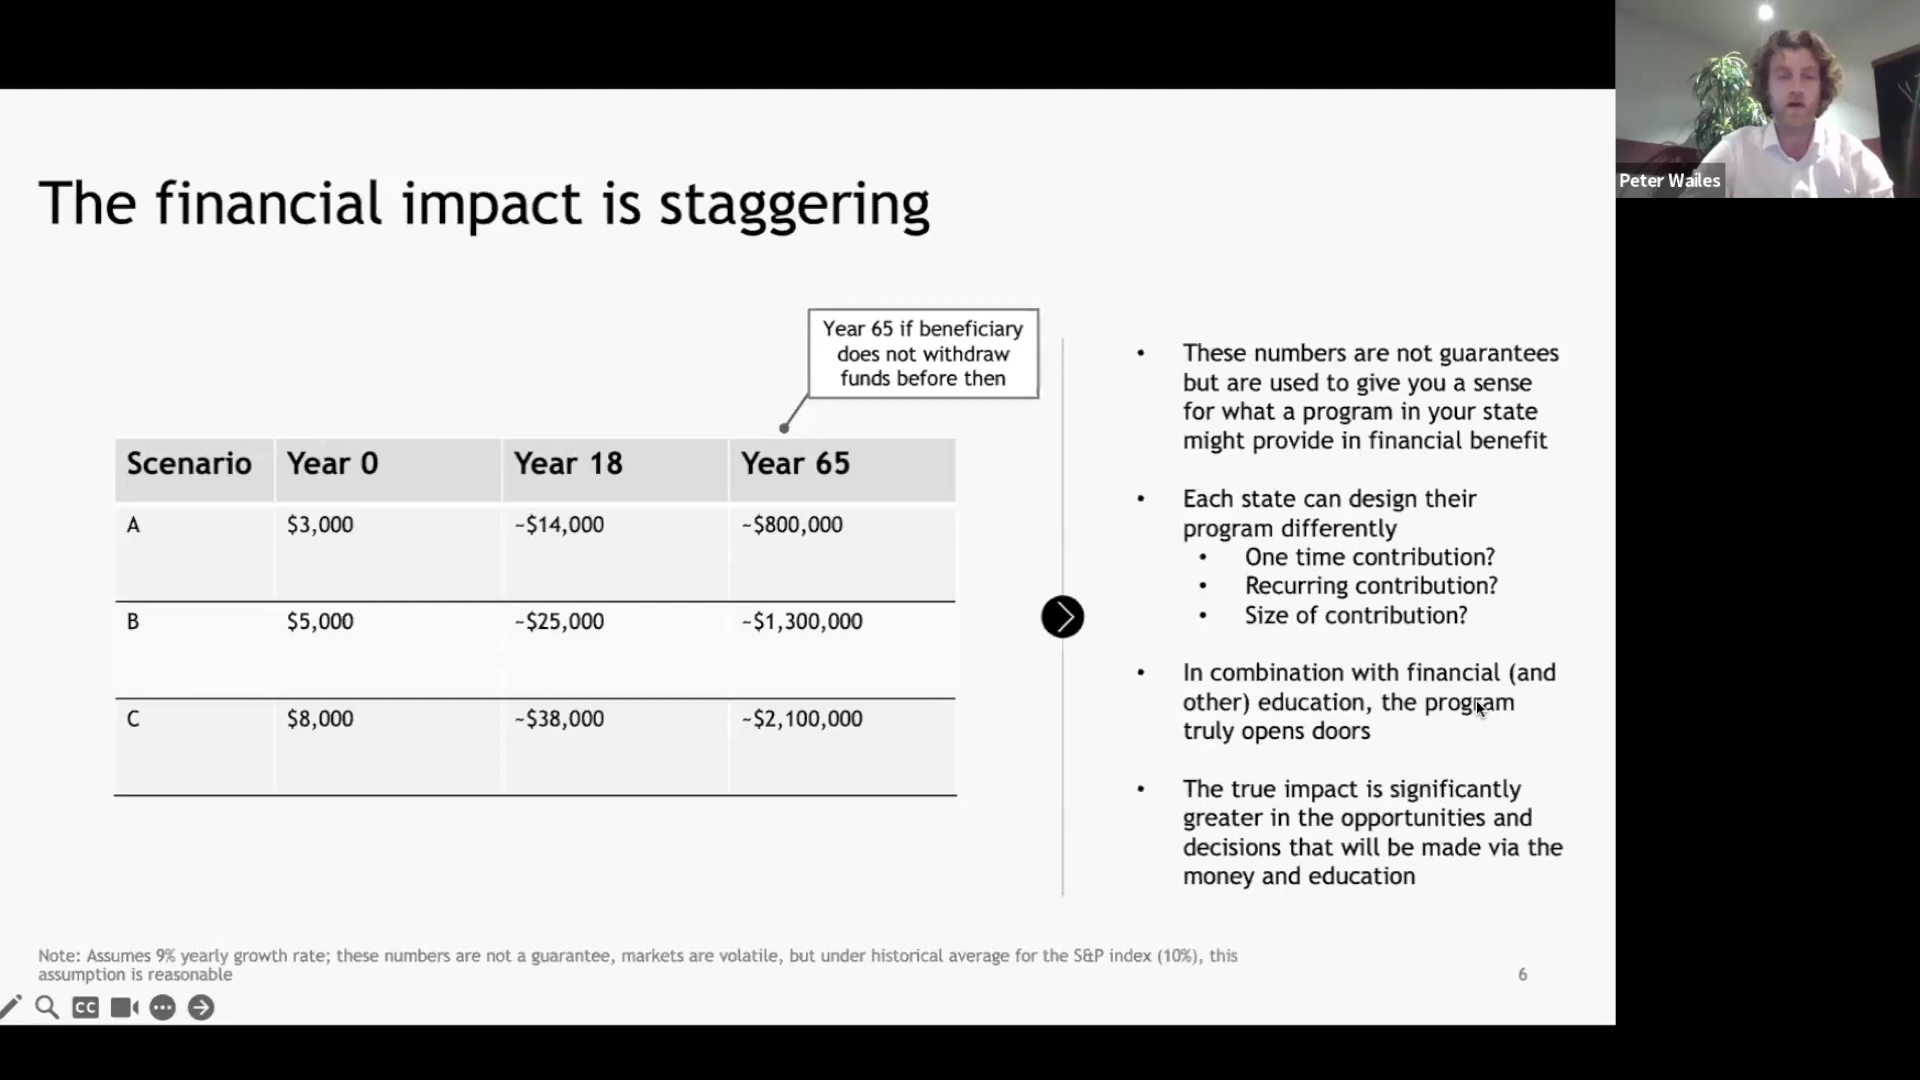 Peter Wailes
The financial impact is staggering
Year 65 if beneficiary
does not withdraw
funds before then
Scenario Year 0 Year 18 Year 65
A $3,000 ~$14,000 ~$800,000
B $5,000 ~$25,000 ~$1,300,000
C $8,000 ~$38,000 ~$2,100,000
• These numbers are not guarantees
but are used to give you a sense
for what a program in your state
might provide in financial benefit
• Each state can design their
program differently
• One time contribution?
• Recurring contribution?
• Size of contribution?
• In combination with financial (and
other) education, the program
truly opens doors
• The true impact is significantly
greater in the opportunities and
decisions that will be made via the
money and education
Note: Assumes 9% yearly growth rate; these numbers are not a guarantee, markets are volatile, but under historical average for the S&P index (10%), this
assumption is reasonable
6
CC